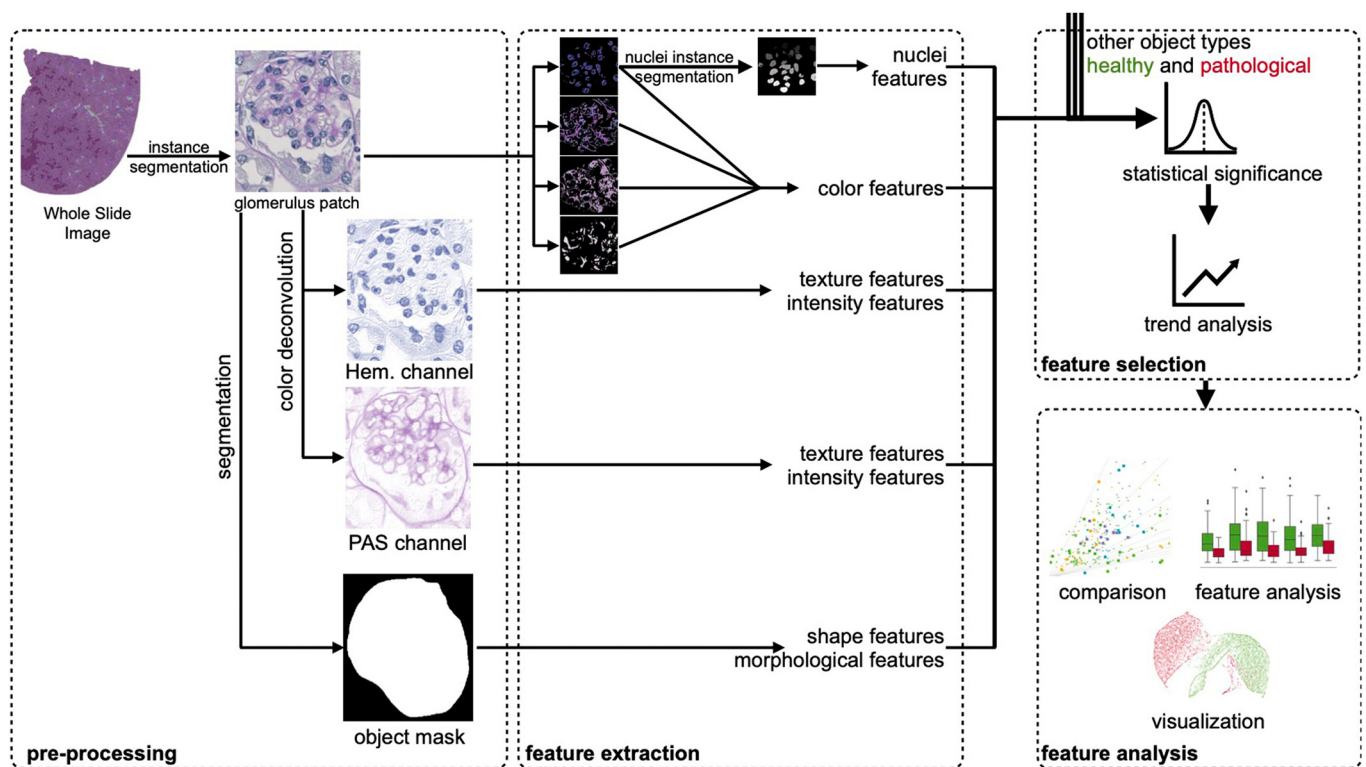 Whole Slide
Image
instance
segmentation
glomerulus patch
color deconvolution
segmentation
Hem. channel
PAS channel
object mask
pre-processing
nuclei instance
segmentation
nuclei
features
color features
texture features
intensity features
texture features
intensity features
shape features
morphological features
feature extraction
other object types
healthy and pathological
statistical significance
trend analysis
feature selection
comparison
feature analysis
visualization
feature analysis